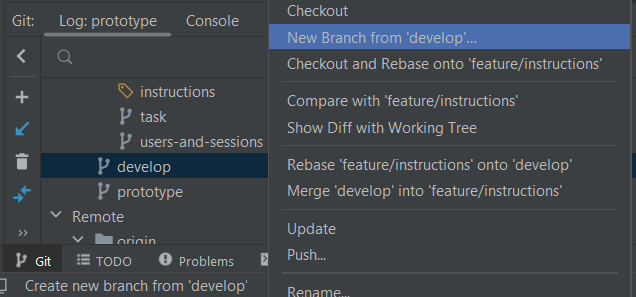 Git:
Log: prototype
Console
instructions
task
users-and-sessions
develop
prototype
Remote
origin
Git
TODO
Problems
Create new branch from 'develop'
Checkout
New Branch from 'develop'...
Checkout and Rebase onto 'feature/instructions'
Compare with 'feature/instructions'
Show Diff with Working Tree
Rebase 'feature/instructions' onto 'develop'
Merge 'develop' into 'feature/instructions'
Update
Push...
Rename...